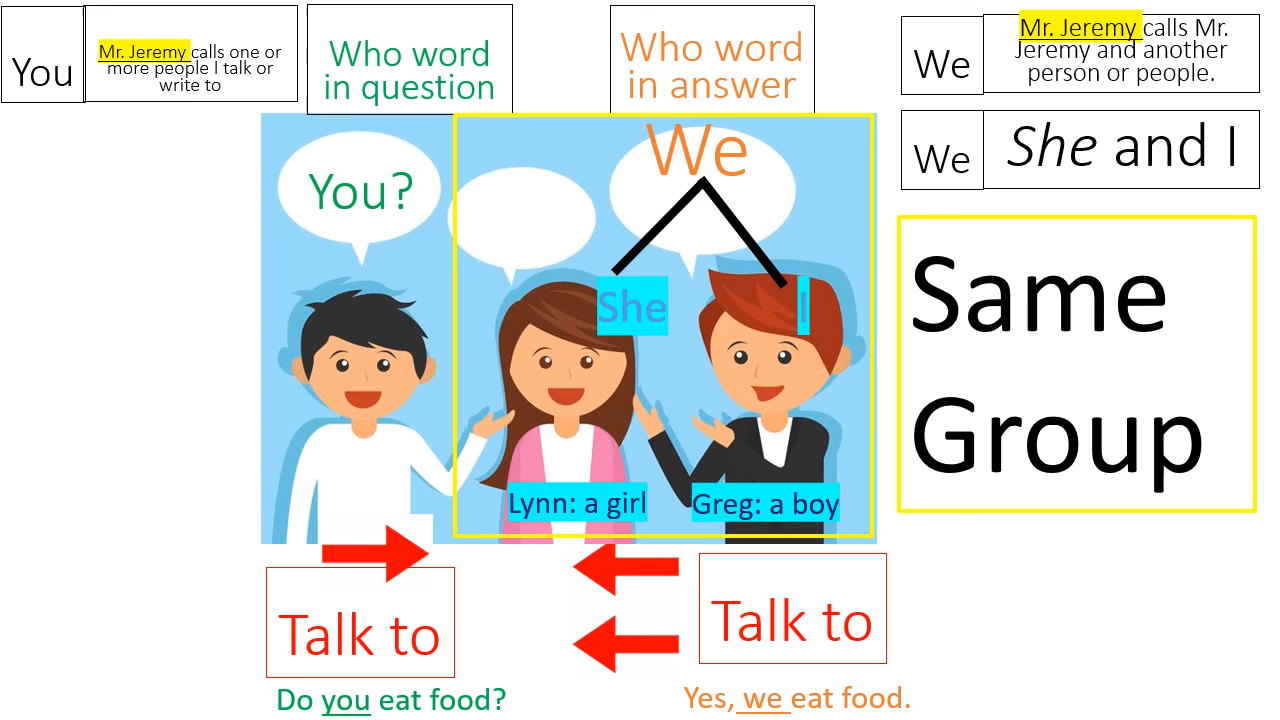 You
Mr. Jeremy calls one or
more people I talk or
write to
Who word
in question
Who word
in answer
We
Mr. Jeremy calls Mr.
Jeremy and another
person or people.
We
She and I
You?
We
She
I
Same
Group
Lynn: a girl
Greg: a boy
Talk to
Talk to
Do you eat food?
Yes, we eat food.